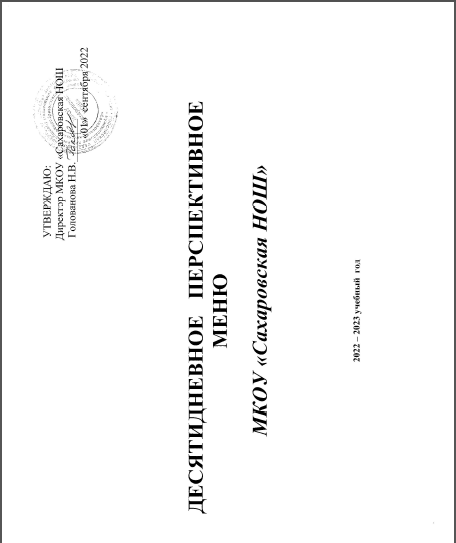 УТВЕРЖДАЮ:
Директор МКОУ «Сахаровская НОШ
Голованова Н.В.
«01» сентября 2022
ДЕСЯТИДНЕВНОЕ ПЕРСПЕКТИВНОЕ
МЕНЮ
МКОУ «Сахаровская НОШ»
2022 – 2023 учебный год